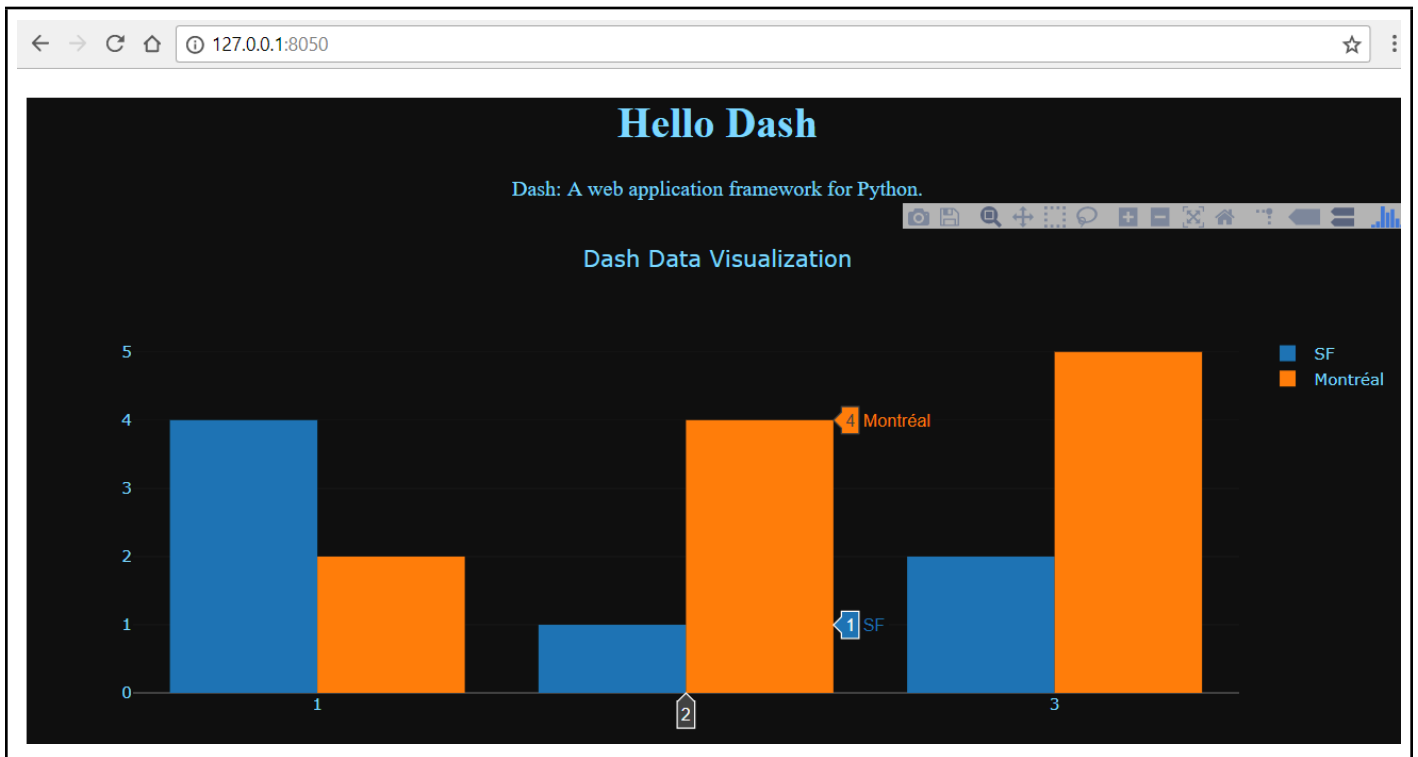 127.0.0.1:8050
Hello Dash
Dash: A web application framework for Python.
Dash Data Visualization
5
4
3
2
1
0
4 Montréal
1 SF
1
2
3
SF
Montréal